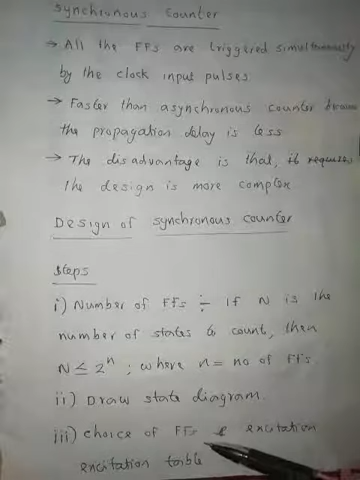 Synchronous Counter
→ All the FFs are triggered simultaneously
by the clock input pulses
→ Faster than asynchronous counter because
the propagation delay is less
→ The disadvantage is that, it requires
the design is more complex
Design of synchronous counter
Steps
i) Number of FFs ÷ If N is the
number of states to count, then
N ≤ 2ⁿ ; where n = no of FFs.
ii) Draw state diagram.
iii) choice of FFs & excitation
excitation table